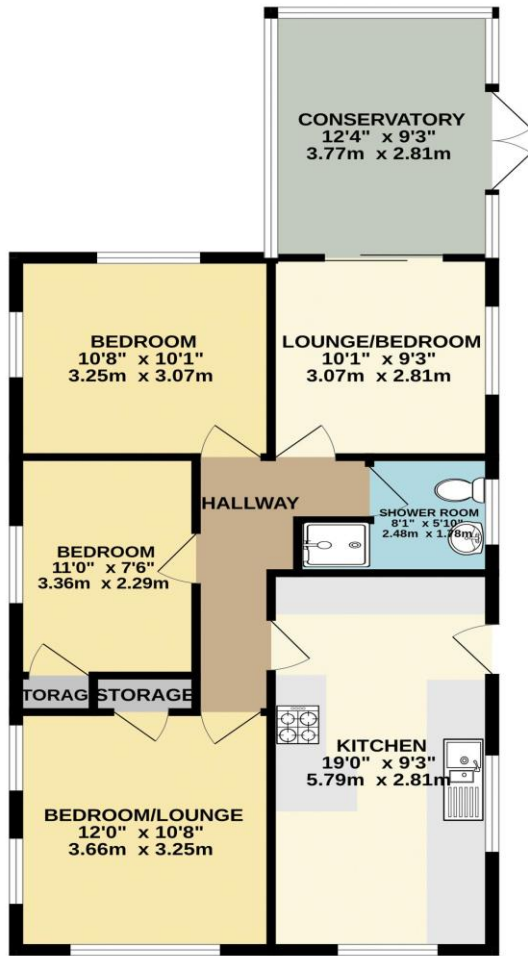 CONSERVATORY
12'4" x 9'3"
3.77m x 2.81m
BEDROOM
10'8" x 10'1"
3.25m x 3.07m
LOUNGE/BEDROOM
10'1" x 9'3"
3.07m x 2.81m
HALLWAY
SHOWER ROOM
8'1" x 5'10"
2.48m x 1.78m
BEDROOM
11'0" x 7'6"
3.36m x 2.29m
TORAG
STORAGE
KITCHEN
19'0" x 9'3"
5.79m x 2.81m
BEDROOM/LOUNGE
12'0" x 10'8"
3.66m x 3.25m